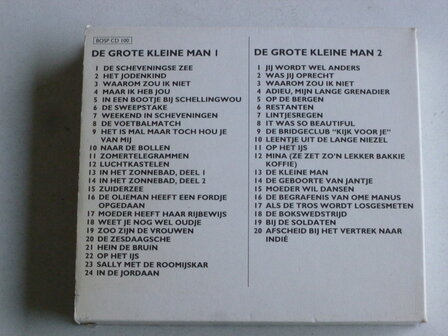 BOSP CD 100
DE GROTE KLEINE MAN 1
1 DE SCHEVENINGSE ZEE
2 HET JODENKIND
3 WAAROM ZOU IK NIET
4 MAAR IK HEB JOU
5 IN EEN BOOTJE BIJ SCHELLINGWOU
6 DE SWEEPSTAKE
7 WEEKEND IN SCHEVENINGEN
8 DE VOETBALMATCH
9 HET IS MAL MAAR TOCH HOU JE
VAN MIJ
10 NAAR DE BOLLEN
11 ZOMERTELEGRAMMEN
12 LUCHTKASTELEN
13 IN HET ZONNEBAD, DEEL 1
14 IN HET ZONNEBAD, DEEL 2
15 ZUIDERZEE
16 DE OLIEMAN HEEFT EEN FORDJE
OPGEDAAN
17 MOEDER HEEFT HAAR RIJBEWIJS
18 WEET JE NOG WEL OUDJE
19 ZOO ZIJN DE VROUWEN
20 DE ZESDAAGSCHE
21 HEIN DE BRUIN
22 OP HET IJS
23 SALLY MET DE ROOMIJSKAR
24 IN DE JORDAAN
DE GROTE KLEINE MAN 2
1 JIJ WORDT WEL ANDERS
2 WAS JIJ OPRECHT
3 WAAROM ZOU IK NIET
4 ADIEU, MIJN LANGE GRENADIER
5 OP DE BERGEN
6 RESTANTEN
7 LINTJESREGEN
8 IT WAS SO BEAUTIFUL
9 DE BRIDGECLUB "KIJK VOOR JE"
10 LEENTJE UIT DE LANGE NIEZEL
11 OP HET IJS
12 MINA (ZE ZET ZO'N LEKKER BAKKIE
KOFFIE)
13 DE KLEINE MAN
14 DE GEBOORTE VAN JANTJE
15 MOEDER WIL DANSEN
16 DE BEGRAFENIS VAN OME MANUS
17 ALS DE TROS WORDT LOSGESMETEN
18 DE BOKSWEDSTRIJD
19 BIJ DE SOLDATEN
20 AFSCHEID BIJ HET VERTREK NAAR
INDIË